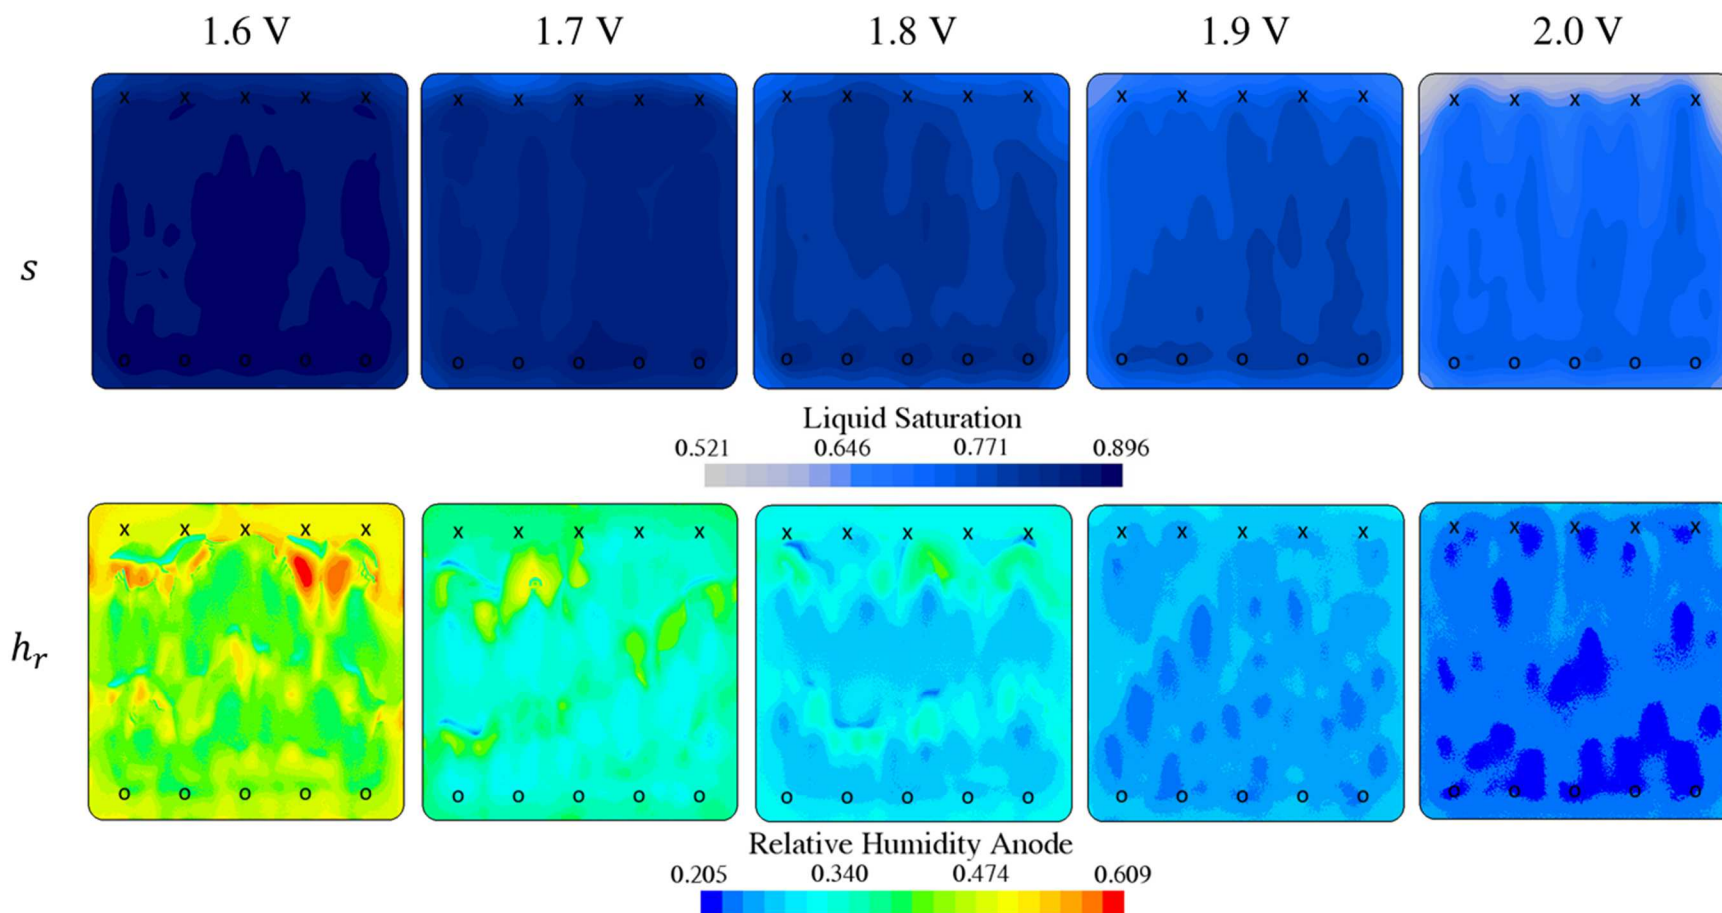 1.6 V 1.7 V 1.8 V 1.9 V 2.0 V
x x x x x x x x x x x x x x x x x x x x x x x x x
s
o o o o o o o o o o o o o o o o o o o o o o o o o
Liquid Saturation
0.521 0.646 0.771 0.896
x x x x x x x x x x x x x x x x x x x x x x x x x
hr
o o o o o o o o o o o o o o o o o o o o o o o o o
Relative Humidity Anode
0.205 0.340 0.474 0.609